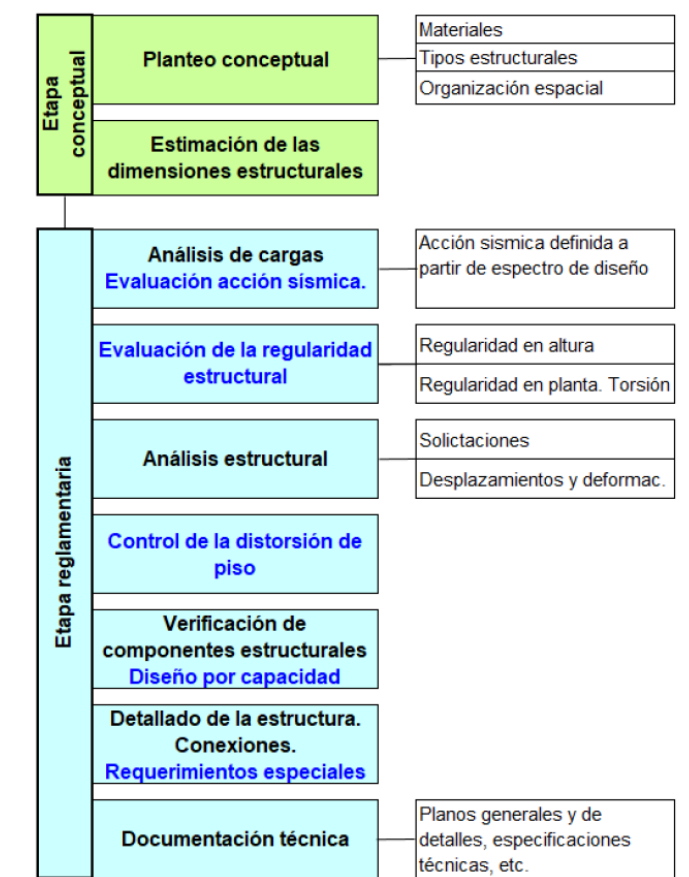 Etapa
conceptual
Planteo conceptual
Materiales
Tipos estructurales
Organización espacial
Estimación de las
dimensiones estructurales
Etapa reglamentaria
Análisis de cargas
Evaluación acción sísmica.
Acción sismica definida a
partir de espectro de diseño
Evaluación de la regularidad
estructural
Regularidad en altura
Regularidad en planta. Torsión
Análisis estructural
Solictaciones
Desplazamientos y deformac.
Control de la distorsión de
piso
Verificación de
componentes estructurales
Diseño por capacidad
Detallado de la estructura.
Conexiones.
Requerimientos especiales
Documentación técnica
Planos generales y de
detalles, especificaciones
técnicas, etc.